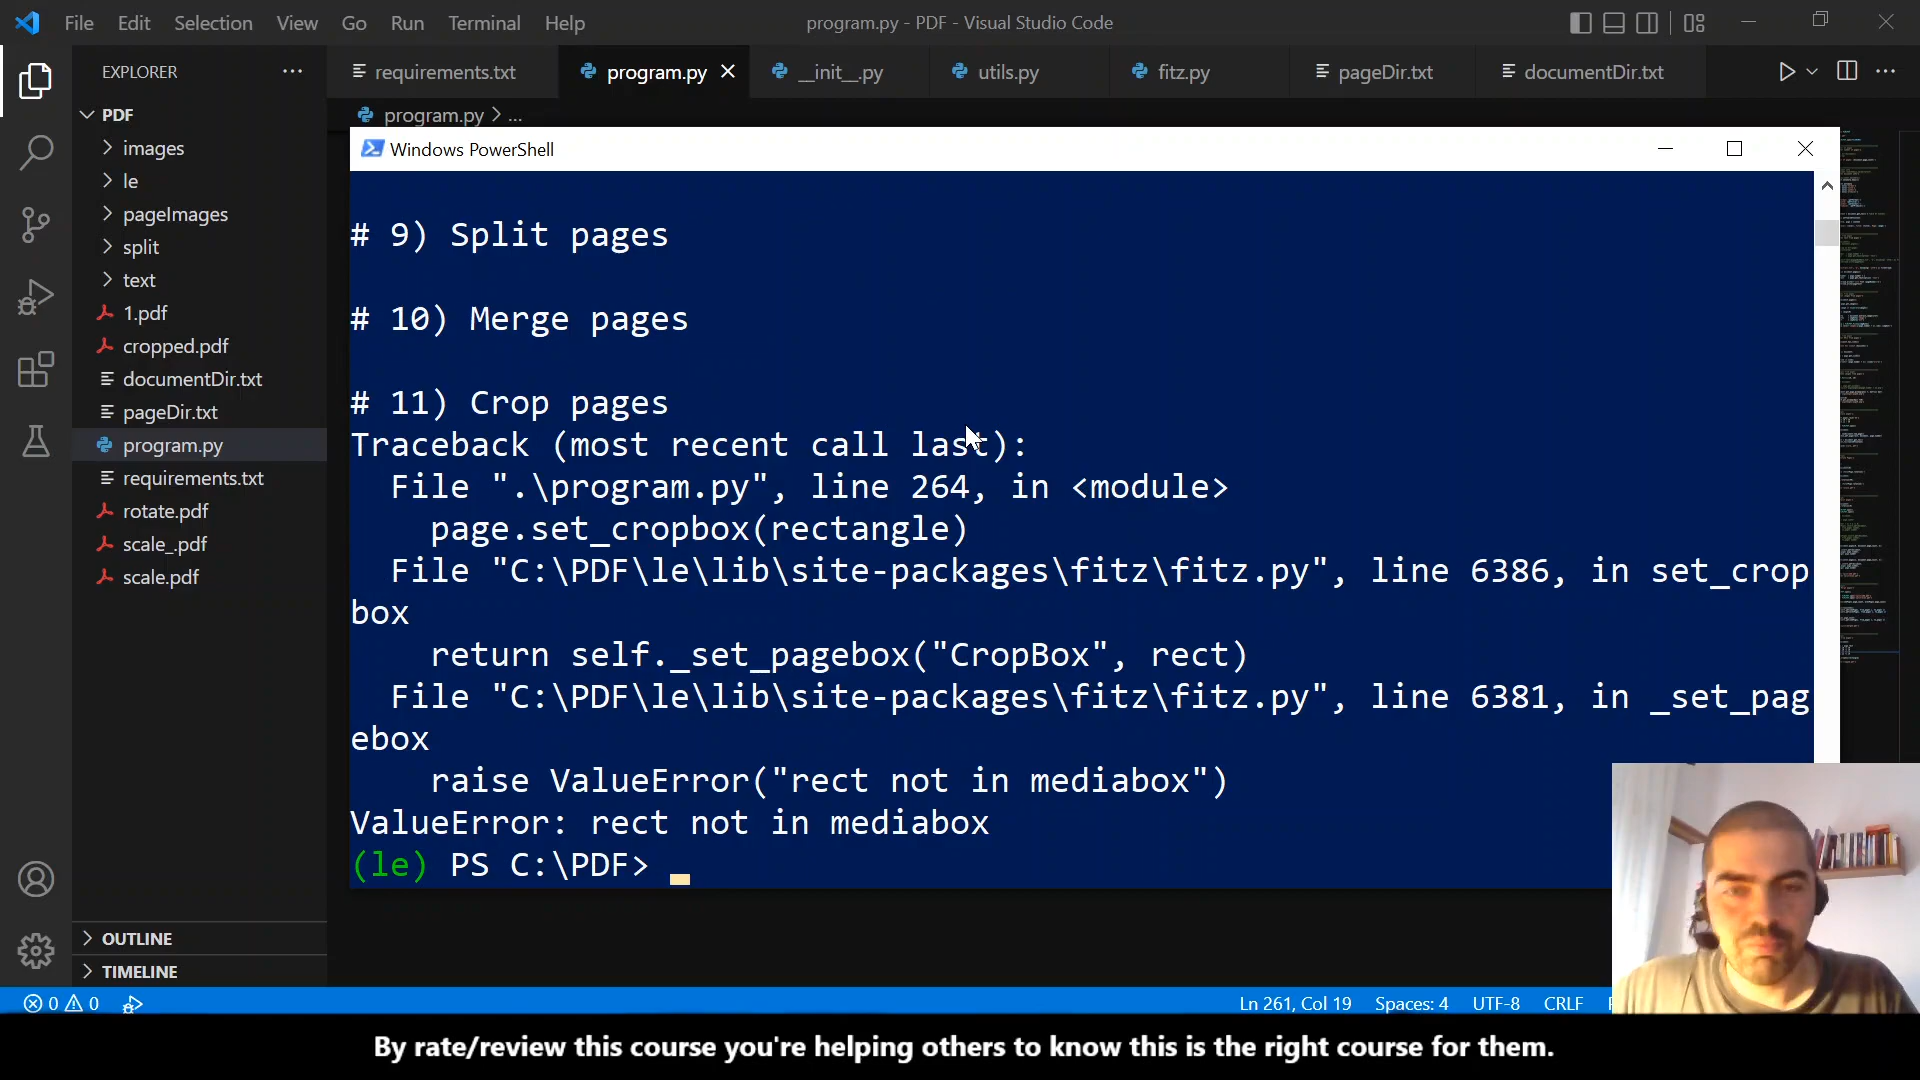 File Edit Selection View Go Run Terminal Help
program.py - PDF - Visual Studio Code
EXPLORER
requirements.txt
program.py
__init__.py
utils.py
fitz.py
pageDir.txt
documentDir.txt
PDF
program.py > ...
images
le
pageImages
split
text
1.pdf
cropped.pdf
documentDir.txt
pageDir.txt
program.py
requirements.txt
rotate.pdf
scale_.pdf
scale.pdf
OUTLINE
TIMELINE
Windows PowerShell
# 9) Split pages
# 10) Merge pages
# 11) Crop pages
Traceback (most recent call last):
File ".\program.py", line 264, in <module>
page.set_cropbox(rectangle)
File "C:\PDF\le\lib\site-packages\fitz\fitz.py", line 6386, in set_crop
box
return self._set_pagebox("CropBox", rect)
File "C:\PDF\le\lib\site-packages\fitz\fitz.py", line 6381, in _set_pag
ebox
raise ValueError("rect not in mediabox")
ValueError: rect not in mediabox
(le) PS C:\PDF>
0 0
Ln 261, Col 19 Spaces: 4 UTF-8 CRLF
By rate/review this course you're helping others to know this is the right course for them.